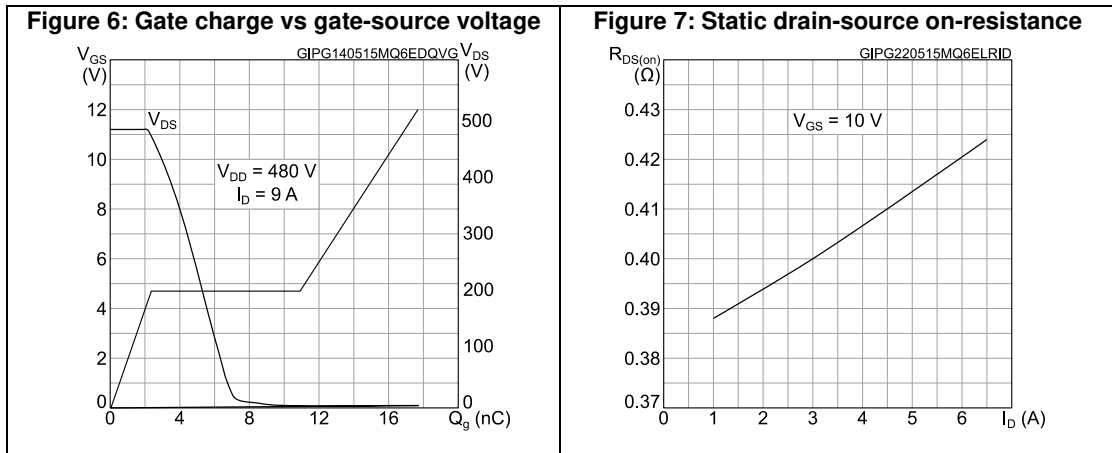 Figure 6: Gate charge vs gate-source voltage
VGS
(V)
GIPG140515MQ6EDQVG
VDS
(V)
12
10
8
6
4
2
0
VDS
VDD = 480 V
ID = 9 A
500
400
300
200
100
0
0 4 8 12 16 Qg (nC)
Figure 7: Static drain-source on-resistance
RDS(on)
(Ω)
GIPG220515MQ6ELRID
0.43
0.42
0.41
0.40
0.39
0.38
0.37
VGS = 10 V
0 1 2 3 4 5 6 ID (A)